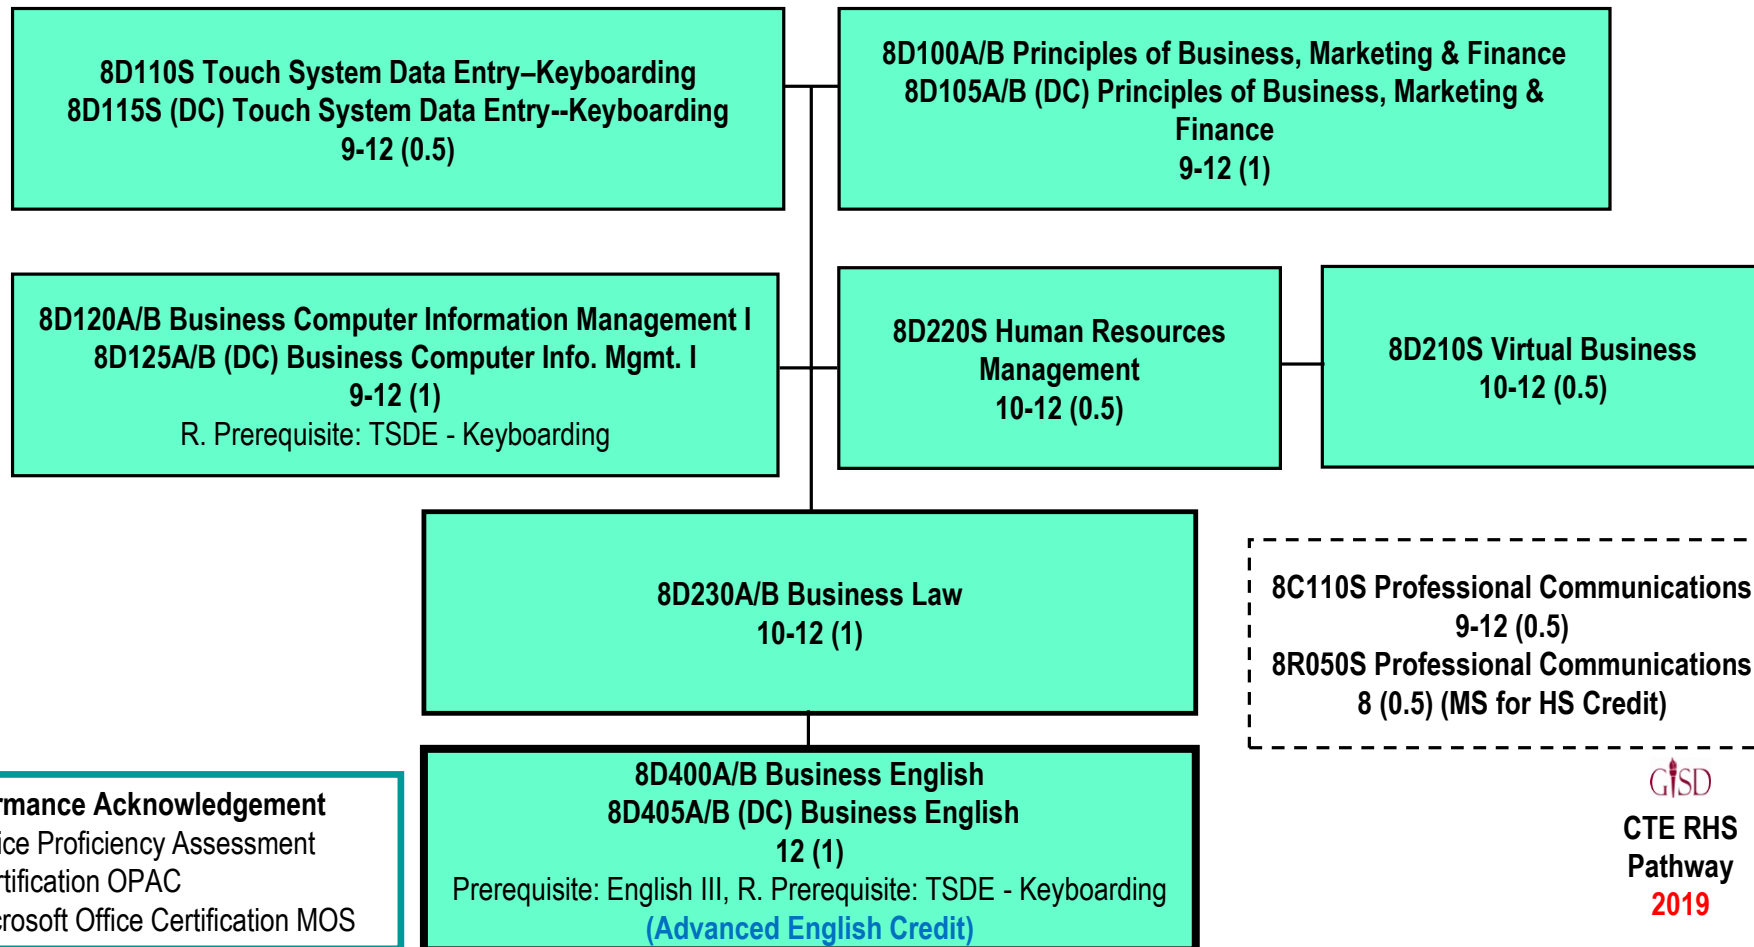 8D110S Touch System Data Entry–Keyboarding
8D115S (DC) Touch System Data Entry--Keyboarding
9-12 (0.5)
8D100A/B Principles of Business, Marketing & Finance
8D105A/B (DC) Principles of Business, Marketing &
Finance
9-12 (1)
8D120A/B Business Computer Information Management I
8D125A/B (DC) Business Computer Info. Mgmt. I
9-12 (1)
R. Prerequisite: TSDE - Keyboarding
8D220S Human Resources
Management
10-12 (0.5)
8D210S Virtual Business
10-12 (0.5)
8D230A/B Business Law
10-12 (1)
8C110S Professional Communications
9-12 (0.5)
8R050S Professional Communications
8 (0.5) (MS for HS Credit)
8D400A/B Business English
8D405A/B (DC) Business English
12 (1)
Prerequisite: English III, R. Prerequisite: TSDE - Keyboarding
(Advanced English Credit)
Acknowledgement
Proficiency Assessment
OPAC
Office Certification MOS
GISD
CTE RHS
Pathway
2019